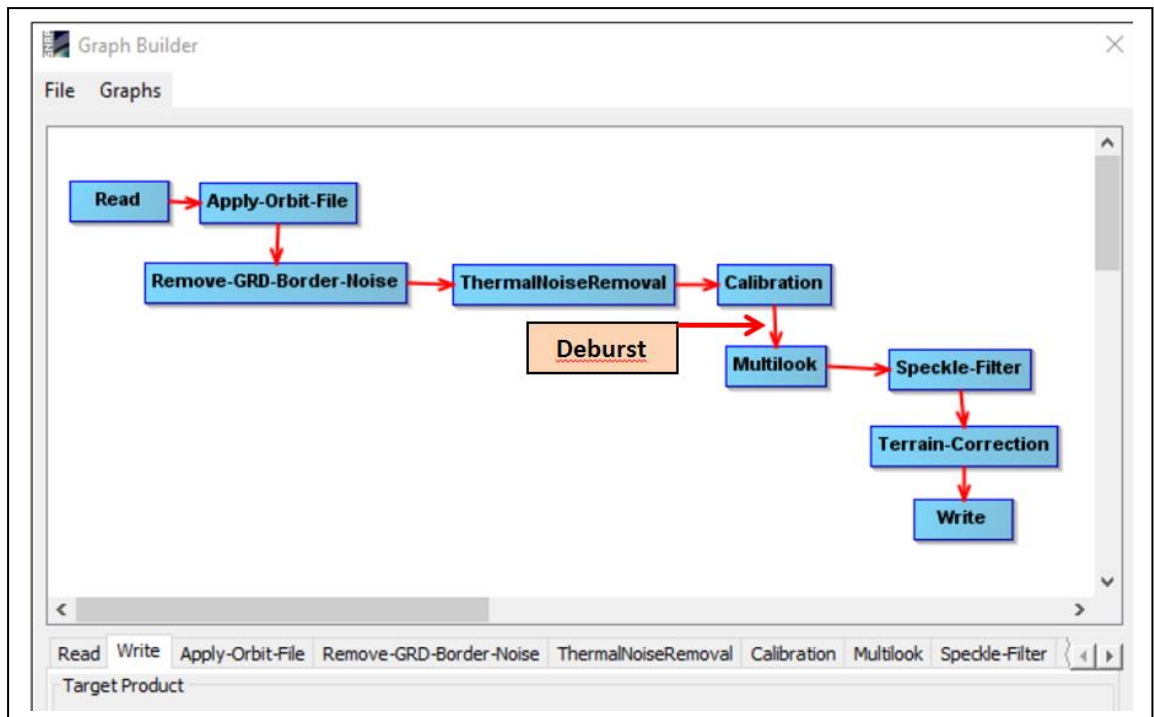 Graph Builder
File Graphs
Read
Apply-Orbit-File
Remove-GRD-Border-Noise
ThermalNoiseRemoval
Calibration
Deburst
Multilook
Speckle-Filter
Terrain-Correction
Write
Read Write Apply-Orbit-File Remove-GRD-Border-Noise ThermalNoiseRemoval Calibration Multilook Speckle-Filter
Target Product